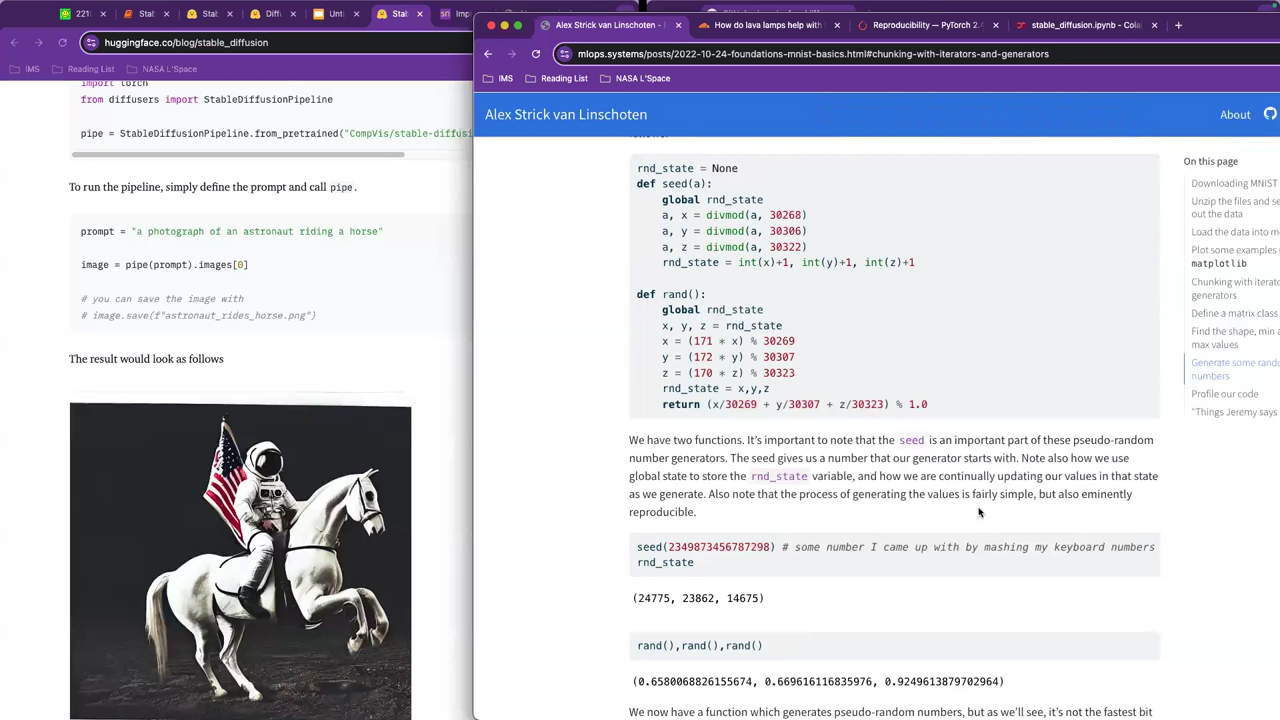 221(
Stab
Stab
Diff
Unt
Stab
Imp
huggingface.co/blog/stable_diffusion
IMS
Reading List
NASA L'Space
import torch
from diffusers import StableDiffusionPipeline
pipe = StableDiffusionPipeline.from_pretrained("CompVis/stable-diffusi
To run the pipeline, simply define the prompt and call pipe.
prompt = "a photograph of an astronaut riding a horse"
image = pipe(prompt).images[0]
# you can save the image with
# image.save(f"astronaut_rides_horse.png")
The result would look as follows
Alex Strick van Linschoten - I
How do lava lamps help with
Reproducibility — PyTorch 2.4
stable_diffusion.ipynb - Colab
mlops.systems/posts/2022-10-24-foundations-mnist-basics.html#chunking-with-iterators-and-generators
IMS
Reading List
NASA L'Space
Alex Strick van Linschoten
About
rnd_state = None
def seed(a):
global rnd_state
a, x = divmod(a, 30268)
a, y = divmod(a, 30306)
a, z = divmod(a, 30322)
rnd_state = int(x)+1, int(y)+1, int(z)+1
def rand():
global rnd_state
x, y, z = rnd_state
x = (171 * x) % 30269
y = (172 * y) % 30307
z = (170 * z) % 30323
rnd_state = x,y,z
return (x/30269 + y/30307 + z/30323) % 1.0
We have two functions. It's important to note that the seed is an important part of these pseudo-random
number generators. The seed gives us a number that our generator starts with. Note also how we use
global state to store the rnd_state variable, and how we are continually updating our values in that state
as we generate. Also note that the process of generating the values is fairly simple, but also eminently
reproducible.
seed(2349873456787298) # some number I came up with by mashing my keyboard numbers
rnd_state
(24775, 23862, 14675)
rand(),rand(),rand()
(0.6580068826155674, 0.669616116835976, 0.9249613879702964)
We now have a function which generates pseudo-random numbers, but as we'll see, it's not the fastest bit
On this page
Downloading MNIST
Unzip the files and se
out the data
Load the data into m
Plot some examples
matplotlib
Chunking with iterato
generators
Define a matrix class
Find the shape, min a
max values
Generate some rando
numbers
Profile our code
"Things Jeremy says